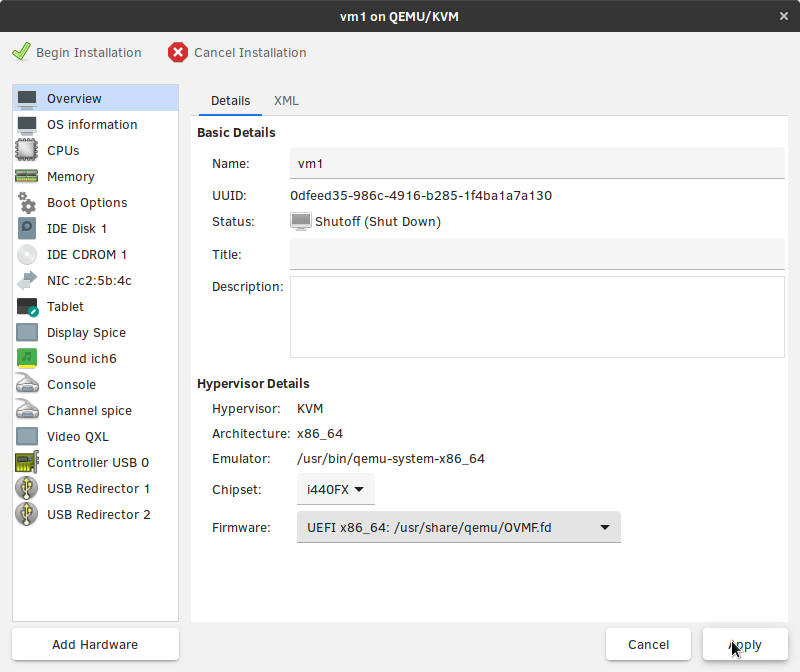 vm1 on QEMU/KVM
Begin Installation
Cancel Installation
Overview
OS information
CPUs
Memory
Boot Options
IDE Disk 1
IDE CDROM 1
NIC :c2:5b:4c
Tablet
Display Spice
Sound ich6
Console
Channel spice
Video QXL
Controller USB 0
USB Redirector 1
USB Redirector 2
Add Hardware
Details
XML
Basic Details
Name: vm1
UUID: 0dfeed35-986c-4916-b285-1f4ba1a7a130
Status: Shutoff (Shut Down)
Title:
Description:
Hypervisor Details
Hypervisor: KVM
Architecture: x86_64
Emulator: /usr/bin/qemu-system-x86_64
Chipset: i440FX
Firmware: UEFI x86_64: /usr/share/qemu/OVMF.fd
Cancel
Apply